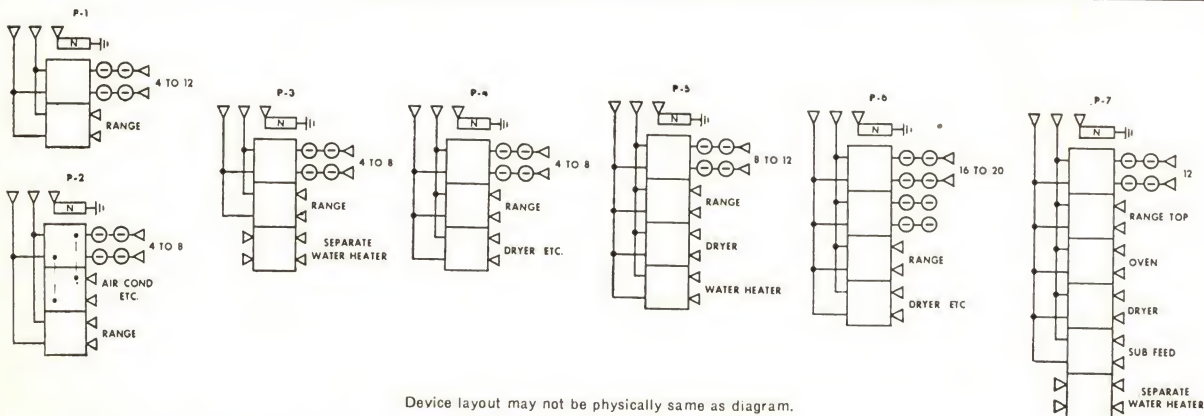 P-1
N
4 TO 12
RANGE
P-2
N
4 TO 8
AIR COND
ETC.
RANGE
P-3
N
4 TO 8
RANGE
SEPARATE
WATER HEATER
P-4
N
4 TO 8
RANGE
DRYER ETC.
P-5
N
8 TO 12
RANGE
DRYER
WATER HEATER
P-6
N
16 TO 20
RANGE
DRYER ETC
P-7
N
12
RANGE TOP
OVEN
DRYER
SUB FEED
SEPARATE
WATER HEATER
Device layout may not be physically same as diagram.